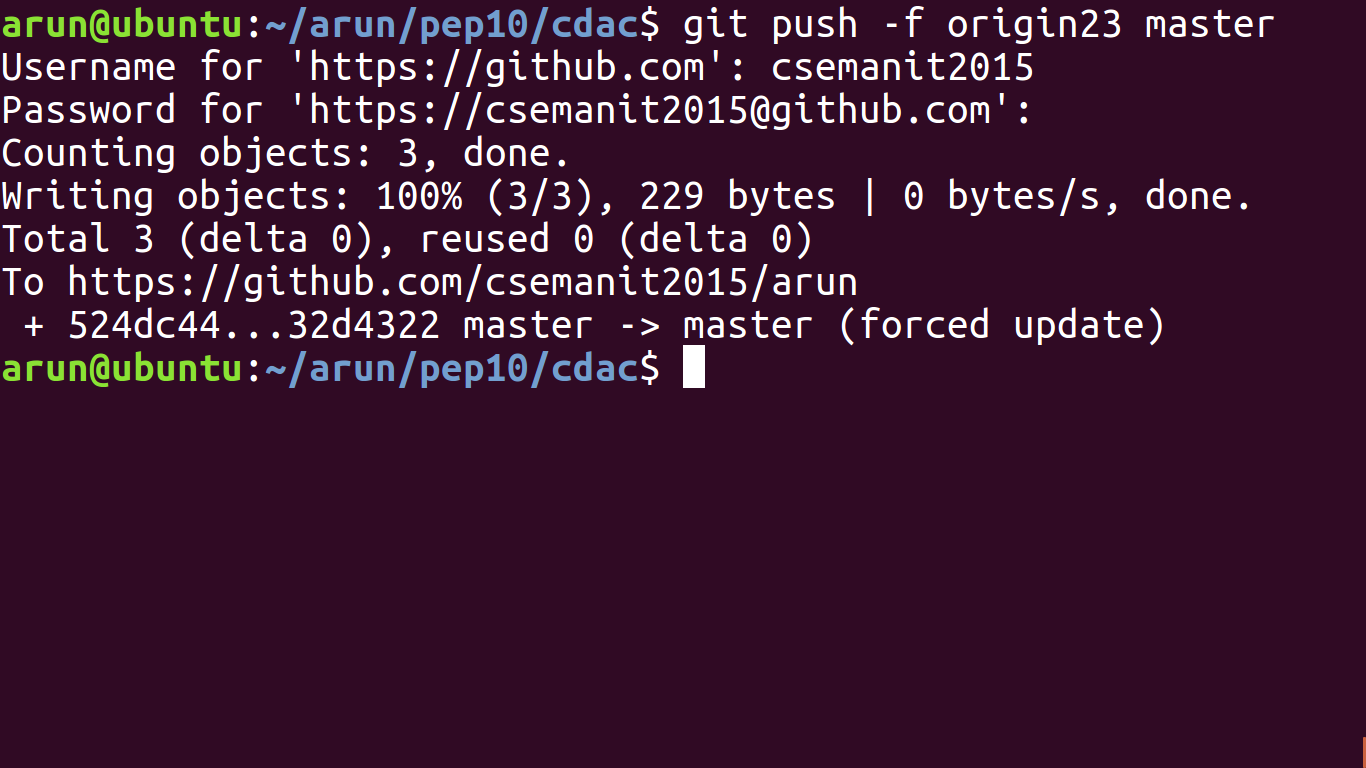 arun@ubuntu:~/arun/pep10/cdac$ git push -f origin23 master
Username for 'https://github.com': csemanit2015
Password for 'https://csemanit2015@github.com':
Counting objects: 3, done.
Writing objects: 100% (3/3), 229 bytes | 0 bytes/s, done.
Total 3 (delta 0), reused 0 (delta 0)
To https://github.com/csemanit2015/arun
 + 524dc44...32d4322 master -> master (forced update)
arun@ubuntu:~/arun/pep10/cdac$